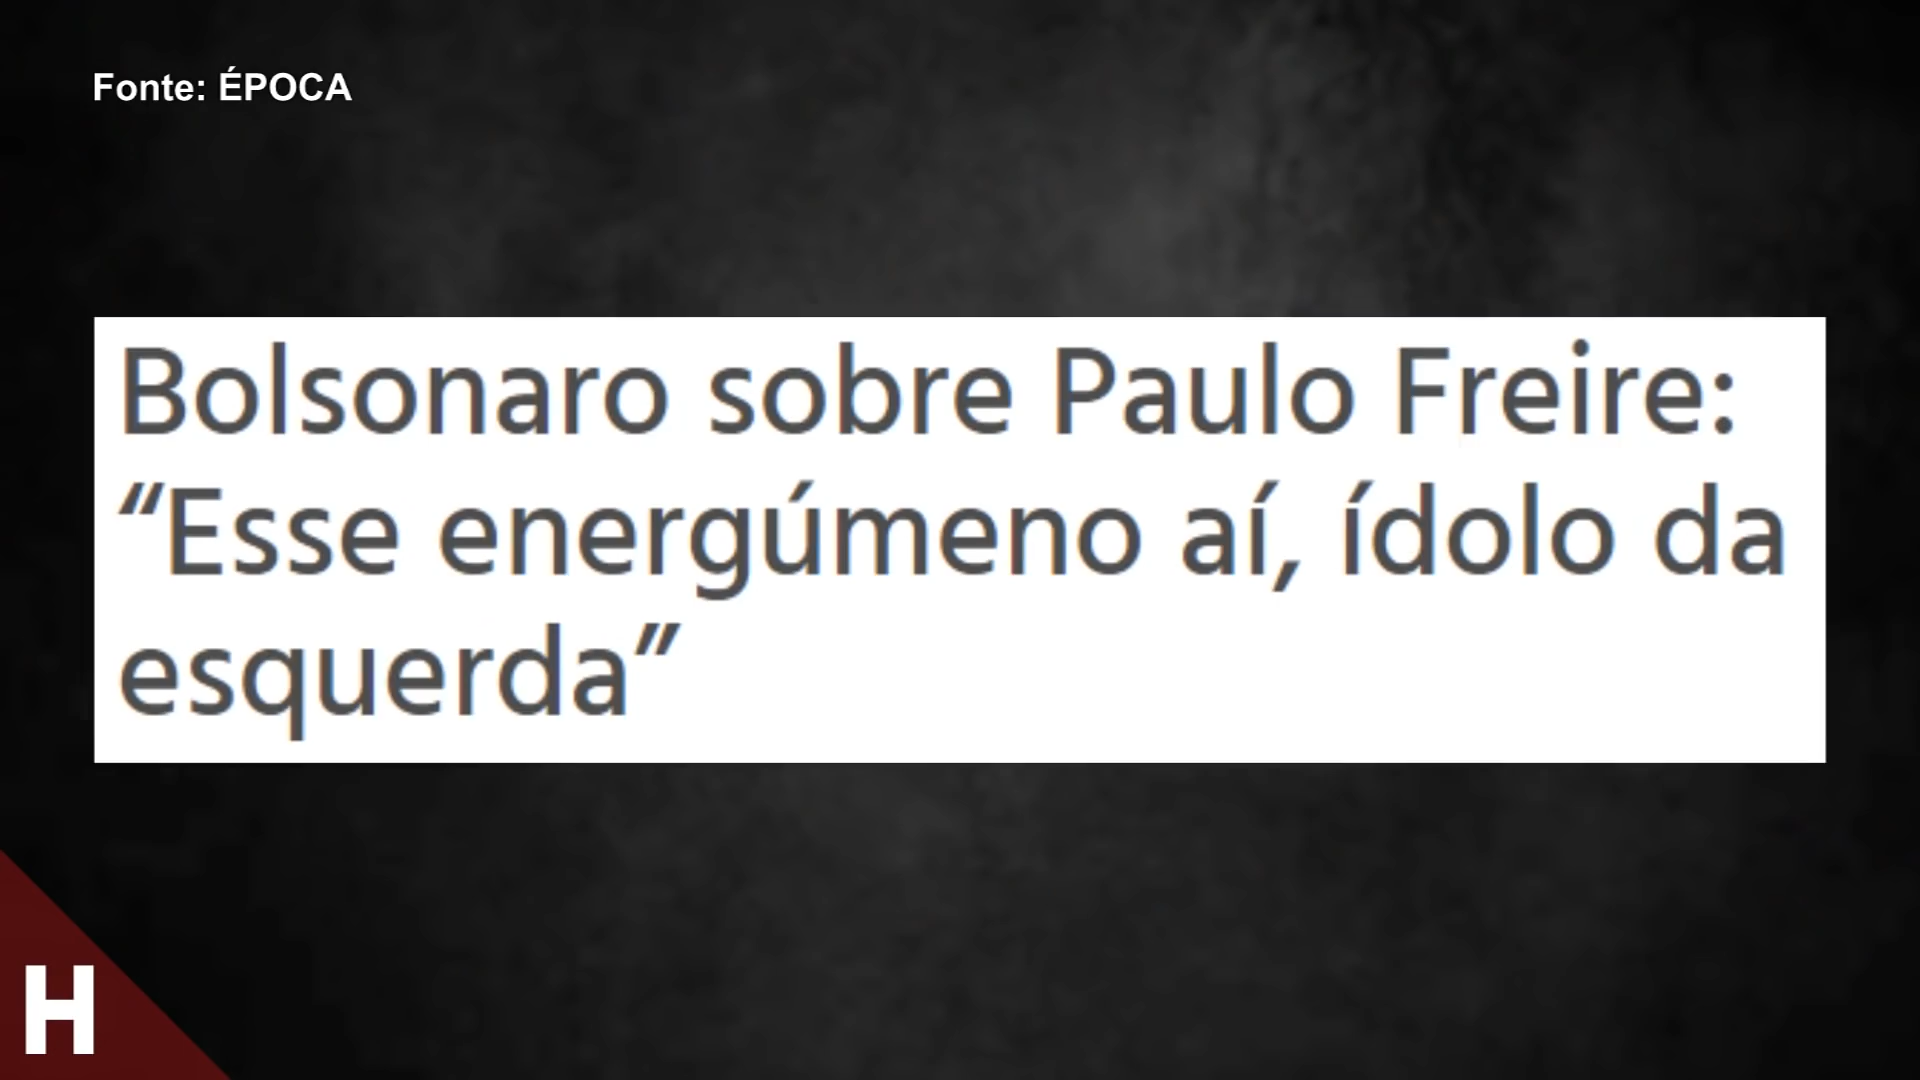 Fonte: ÉPOCA
Bolsonaro sobre Paulo Freire:
“Esse energúmeno aí, ídolo da
esquerda”
H